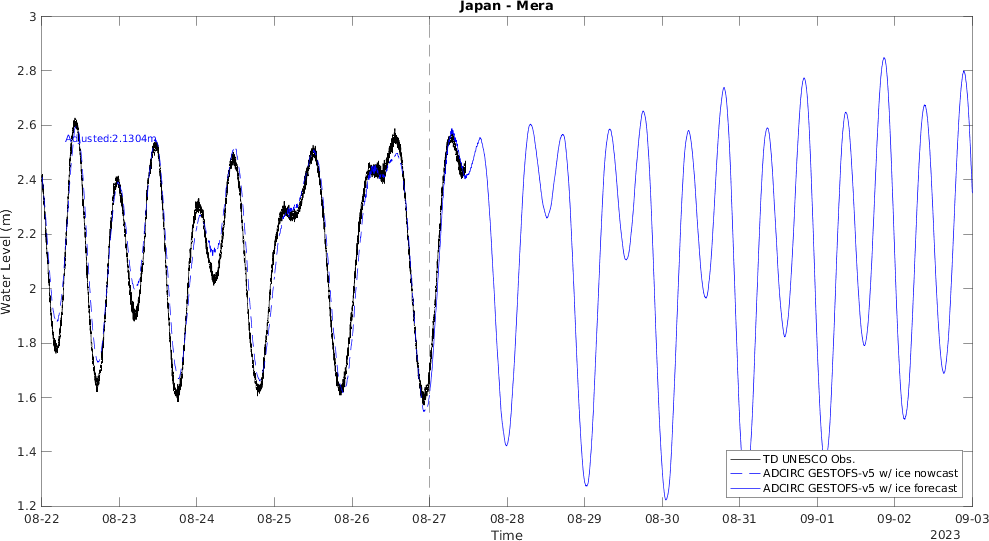 Japan - Mera
3
2.8
2.6
2.4
2.2
2
1.8
1.6
1.4
1.2
Water Level (m)
Adjusted:2.1304m
TD UNESCO Obs.
ADCIRC GESTOFS-v5 w/ ice nowcast
ADCIRC GESTOFS-v5 w/ ice forecast
08-22 08-23 08-24 08-25 08-26 08-27 08-28 08-29 08-30 08-31 09-01 09-02 09-03
Time
2023